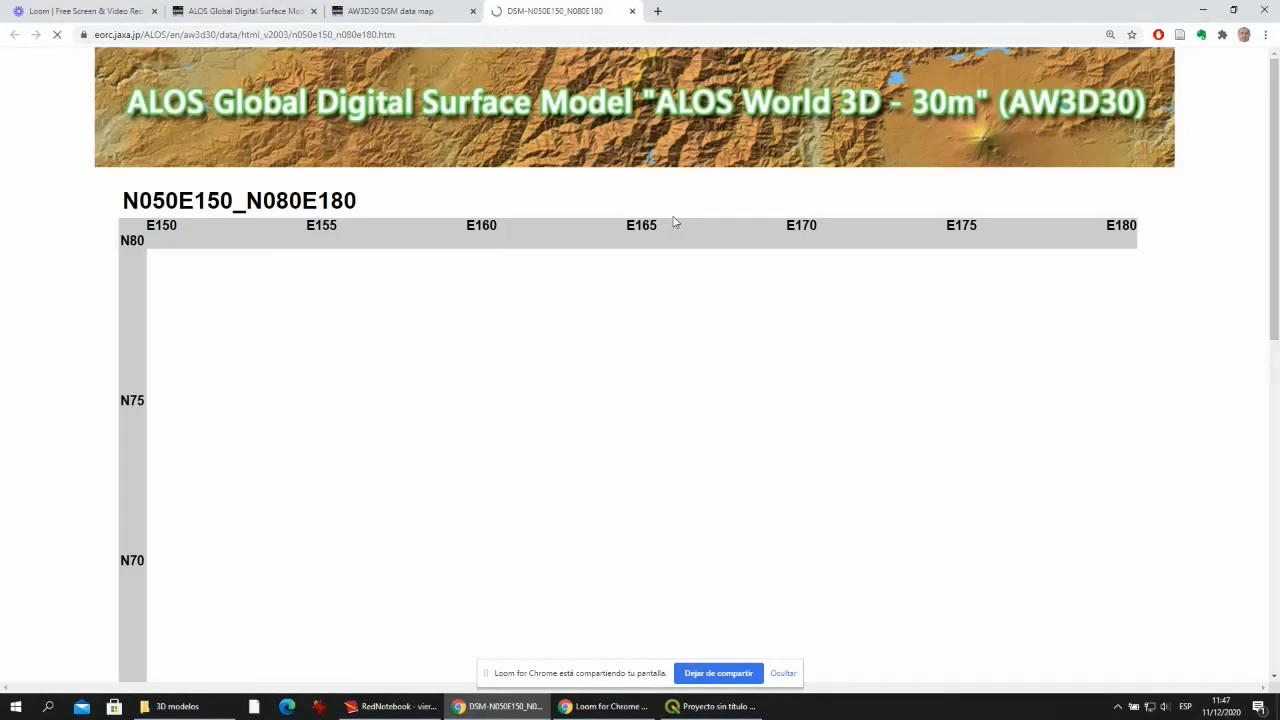 Loom | Free Screen & Video Rec
ALOS Global Digital Surface Mo
AW3D30 DSM data map
DSM-N050E150_N080E180
eorc.jaxa.jp/ALOS/en/aw3d30/data/html_v2003/n050e150_n080e180.htm
ALOS Global Digital Surface Model "ALOS World 3D - 30m" (AW3D30)
N050E150_N080E180
E150 E155 E160 E165 E170 E175 E180
N80
N75
N70
Loom for Chrome está compartiendo tu pantalla. Dejar de compartir Ocultar
3D modelos
RedNotebook - vier...
DSM-N050E150_N0...
Loom for Chrome ...
Proyecto sin título ...
ESP
11:47
11/12/2020
1